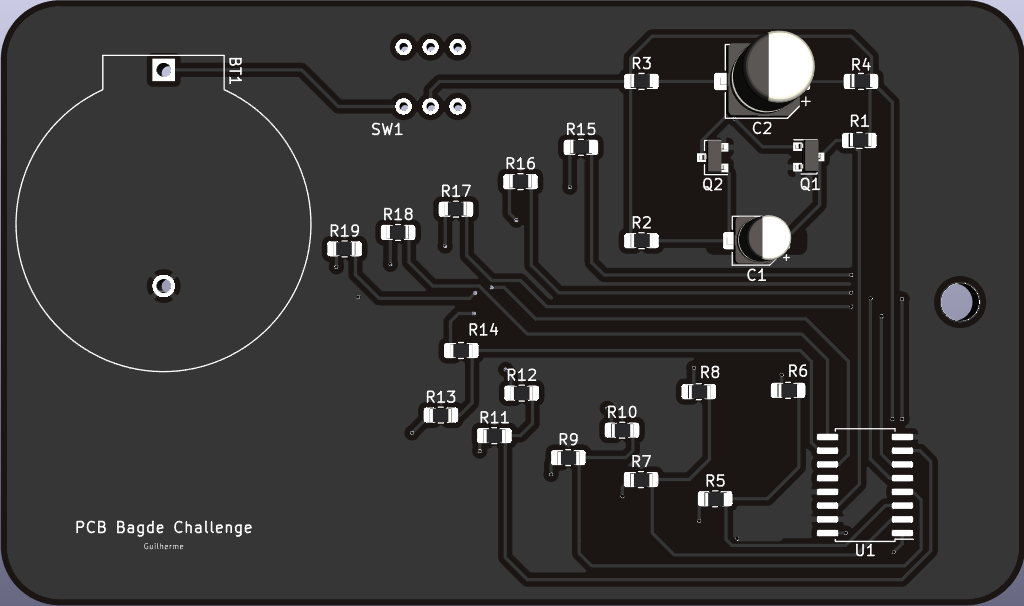 R3
R4
BT1
+
SW1
C2
R1
R15
R16
Q2
Q1
R17
R18
R2
R19
+
C1
R14
R8
R6
R12
R13
R10
R11
R9
R7
R5
PCB Bagde Challenge
Guilherme
U1